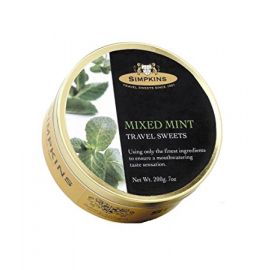 SIMPKINS
TRAVEL SWEETS SINCE 1921
MIXED MINT
TRAVEL SWEETS
Using only the finest ingredients
to ensure a mouthwatering
taste sensation.
Net Wt. 200g. 7oz
SIMPKINS